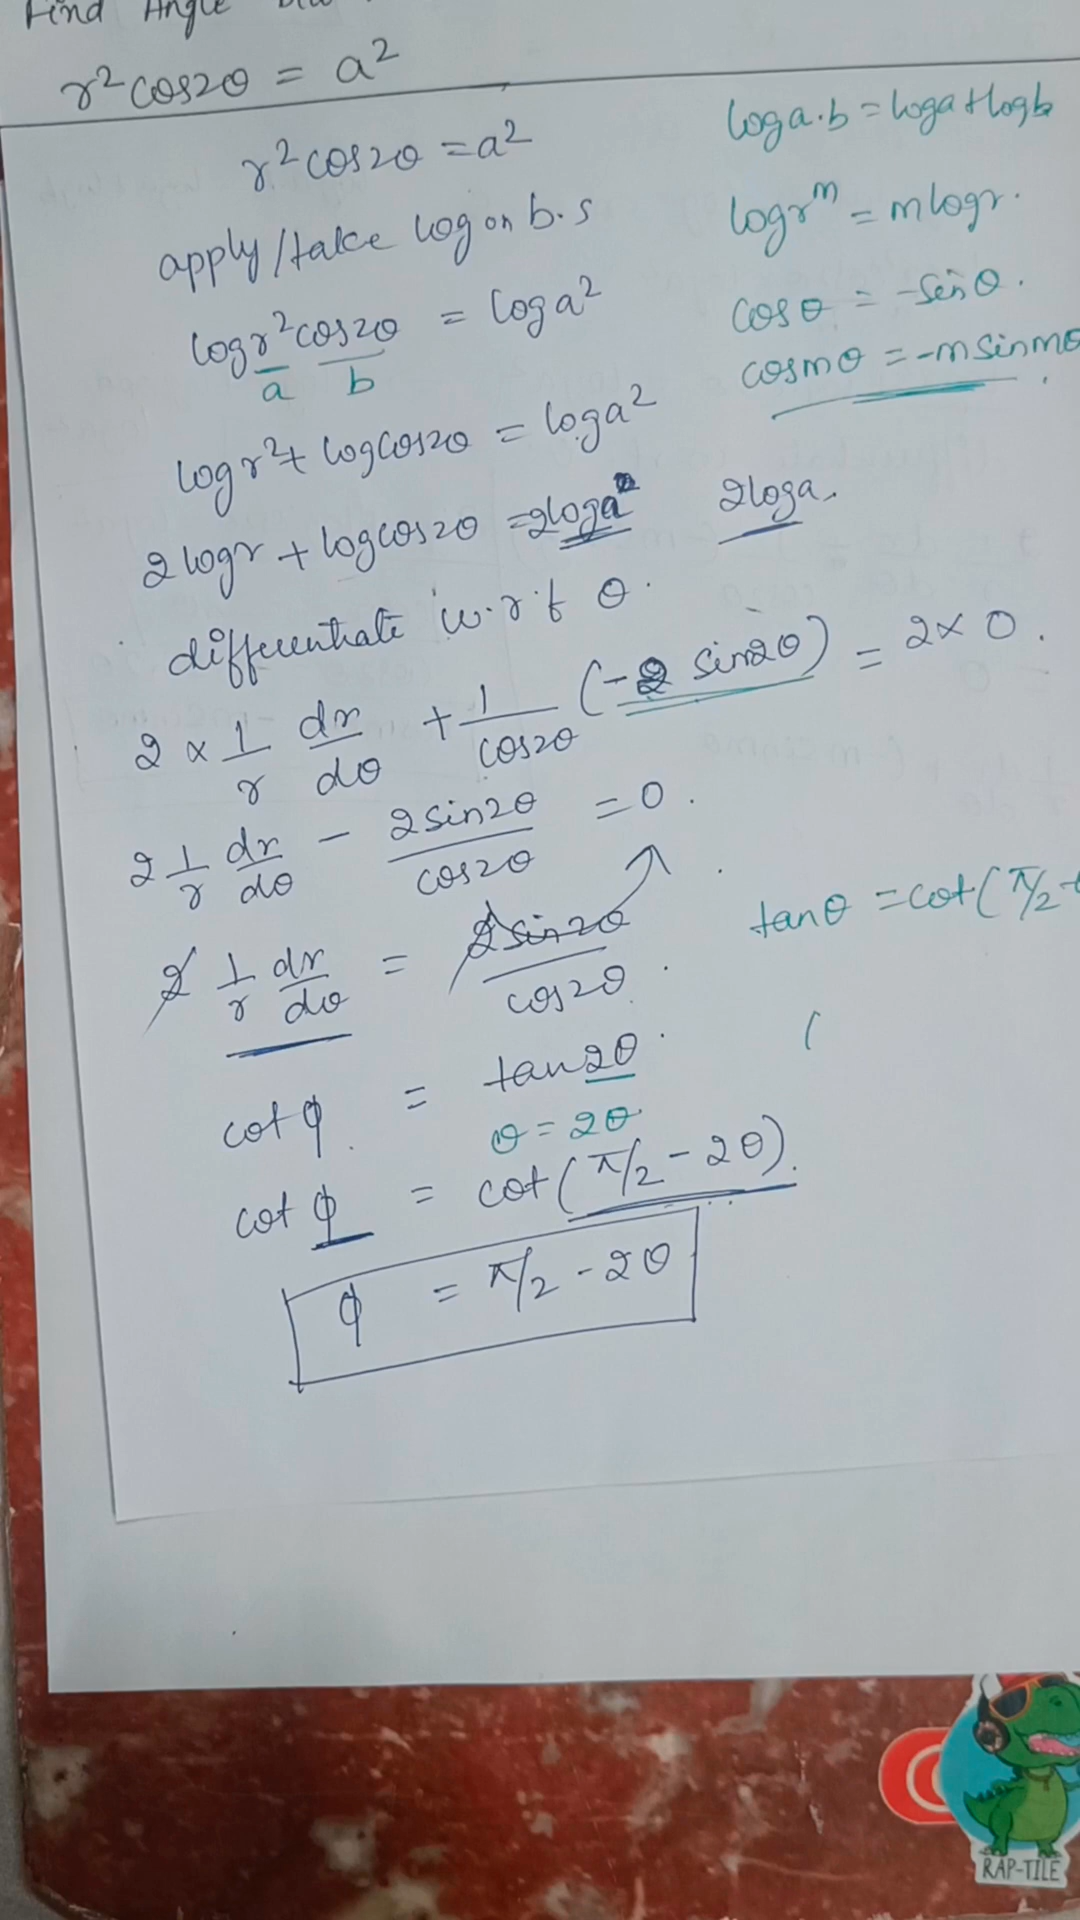 Find Angle
r² cos2θ = a²
r² cos2θ = a²
apply/take log on b.s
log r² cos2θ = log a²
a b
log r² + log cos2θ = log a²
2 log r + log cos2θ = 2log a 2log a.
differentiate w.r.t θ.
2 × 1/r dr/dθ + 1/cos2θ (-2 sin2θ) = 2×0.
2 1/r dr/dθ - 2sin2θ/cos2θ = 0.
2 1/r dr/dθ = 2sin2θ/cos2θ.
cot φ = tan2θ.
θ = 2θ.
cot φ = cot(π/2 - 2θ).
φ = π/2 - 2θ
log a.b = log a + log b
log r^m = m log r.
cos θ = -sin θ.
cos mθ = -m sin mθ.
tan θ = cot(π/2 -
(
RAP-TILE